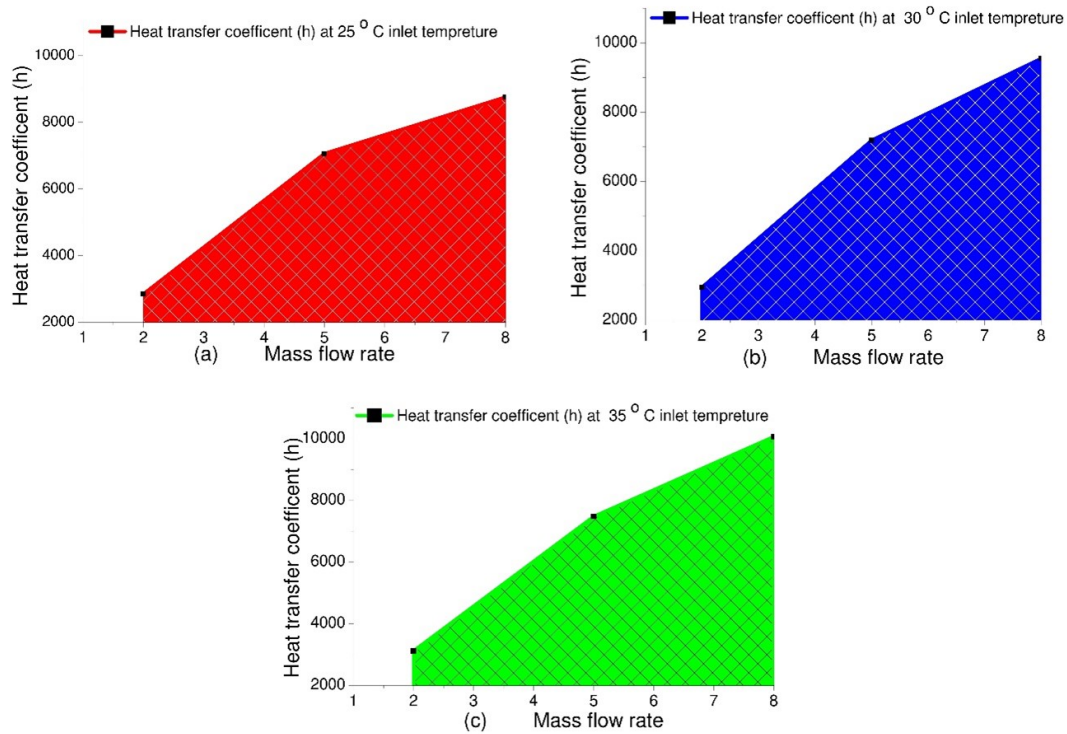 Heat transfer coefficent (h) at 25 ° C inlet tempreture
Heat transfer coefficent (h)
10000
8000
6000
4000
2000
1 2 3 4 5 6 7 8
(a) Mass flow rate
Heat transfer coefficent (h) at 30 ° C inlet tempreture
Heat transfer coefficent (h)
10000
8000
6000
4000
2000
1 2 3 4 5 6 7 8
(b) Mass flow rate
Heat transfer coefficent (h) at 35 ° C inlet tempreture
Heat transfer coefficent (h)
10000
8000
6000
4000
2000
1 2 3 4 5 6 7 8
(c) Mass flow rate